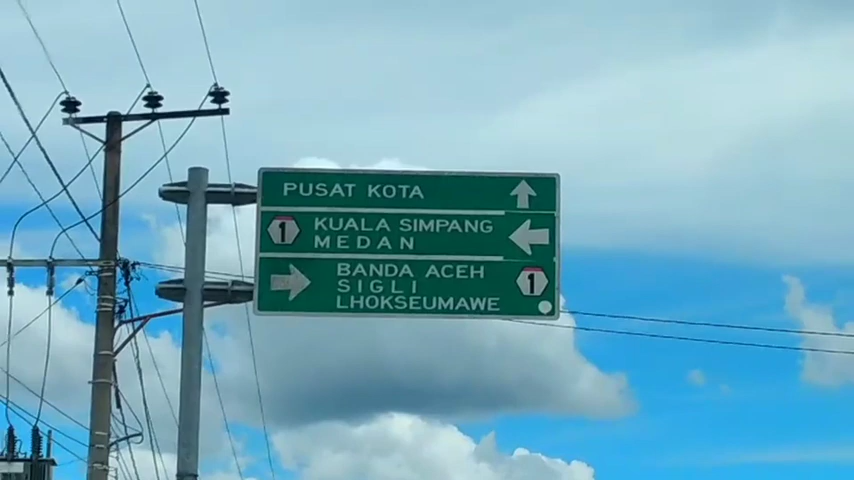 PUSAT KOTA
1 KUALA SIMPANG
MEDAN
BANDA ACEH 1
SIGLI
LHOKSEUMAWE